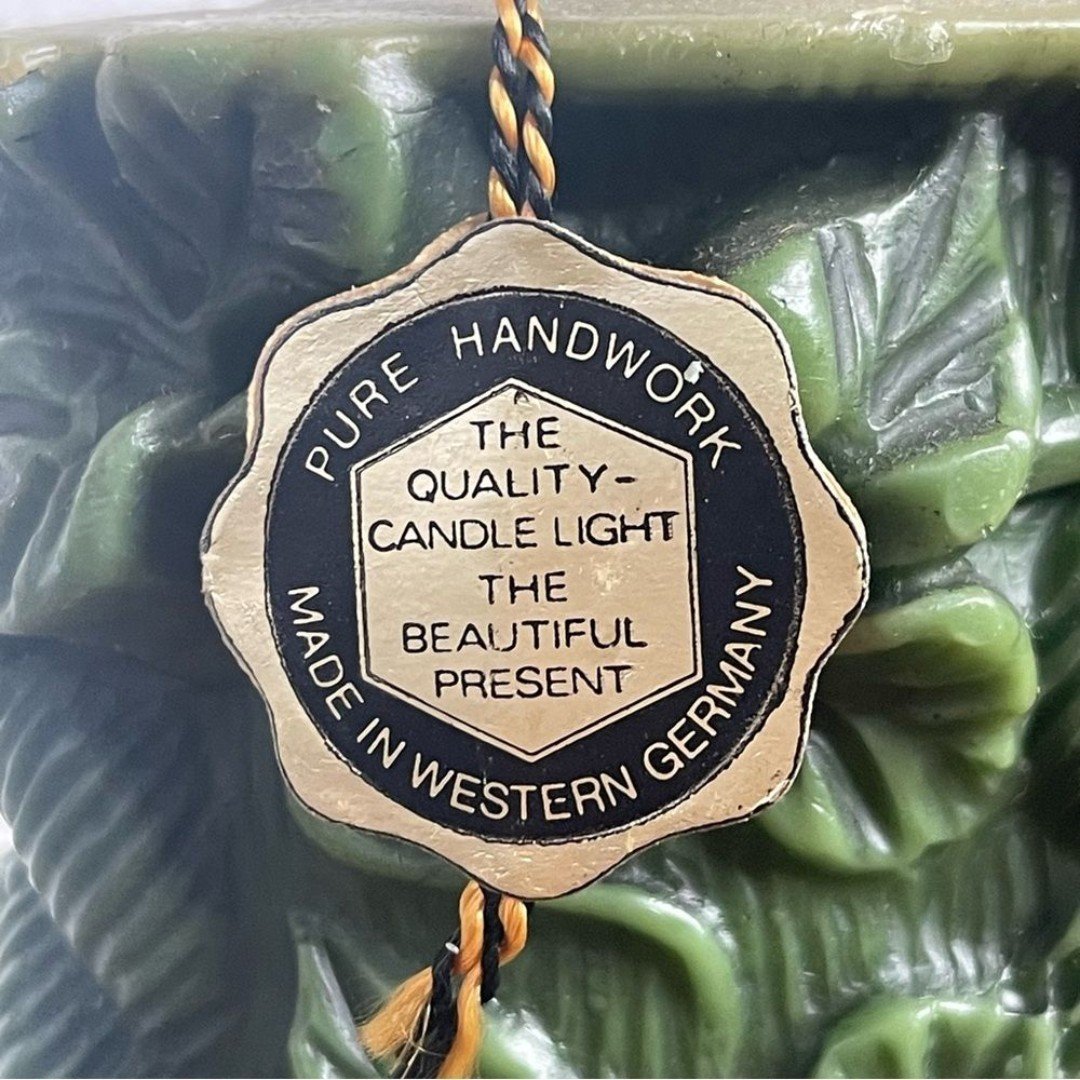 PURE HANDWORK
THE
QUALITY-
CANDLE LIGHT
THE
BEAUTIFUL
PRESENT
MADE IN WESTERN GERMANY